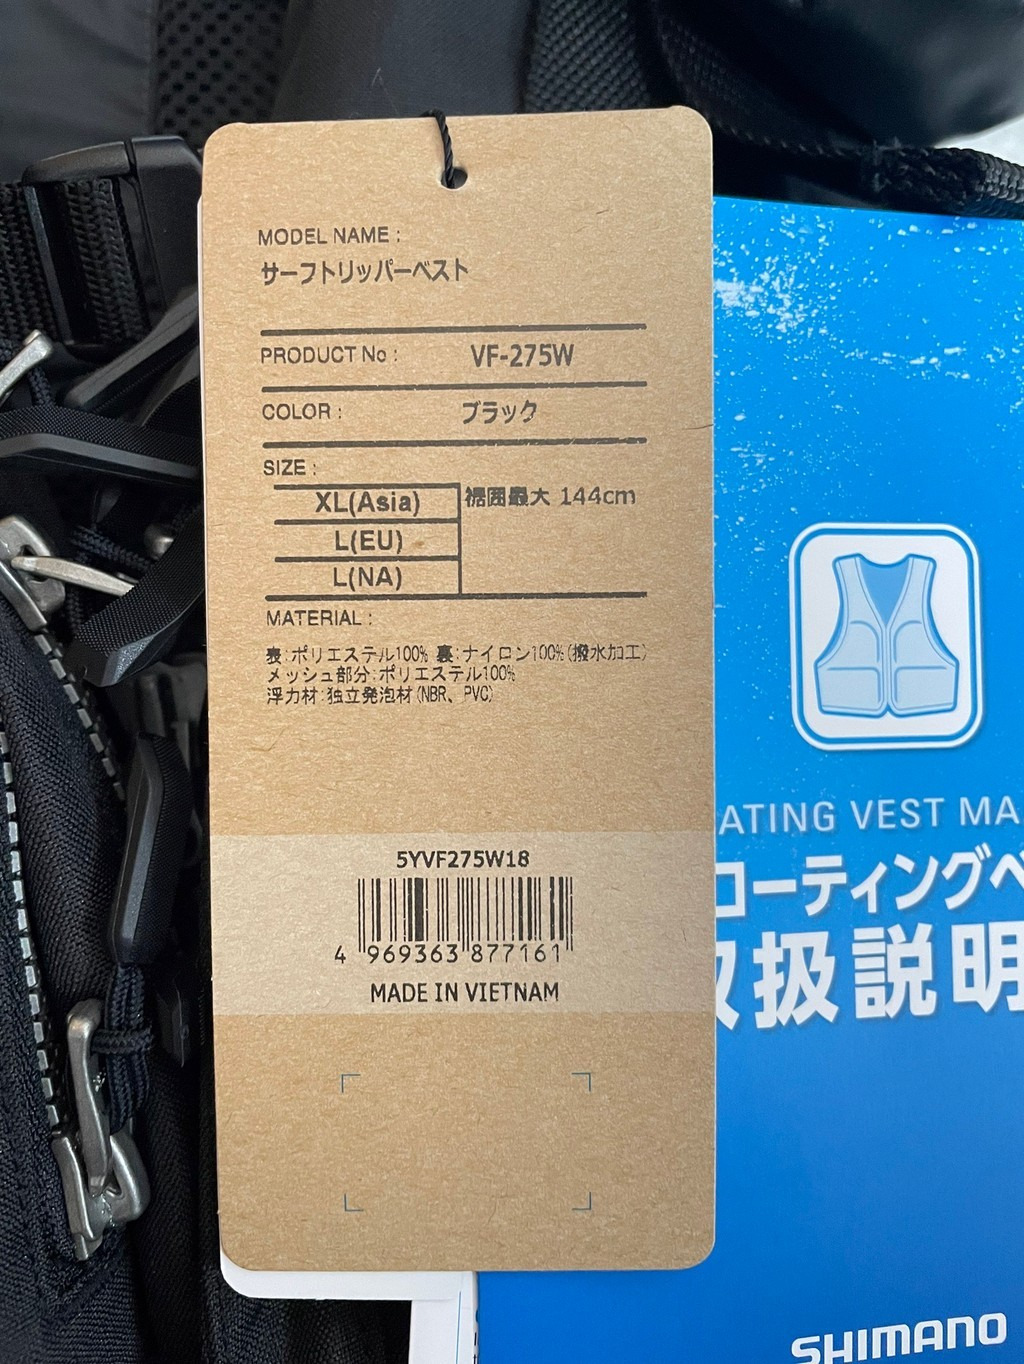 MODEL NAME :
サーフトリッパーベスト
PRODUCT No : VF-275W
COLOR : ブラック
SIZE :
XL(Asia) 裾囲最大 144cm
L(EU)
L(NA)
MATERIAL :
表:ポリエステル100% 裏:ナイロン100%(撥水加工)
メッシュ部分:ポリエステル100%
浮力材:独立発泡材(NBR、PVC)
5YVF275W18
4 969363 877161
MADE IN VIETNAM
ATING VEST MA
コーティングベ
取扱説明
SHIMANO